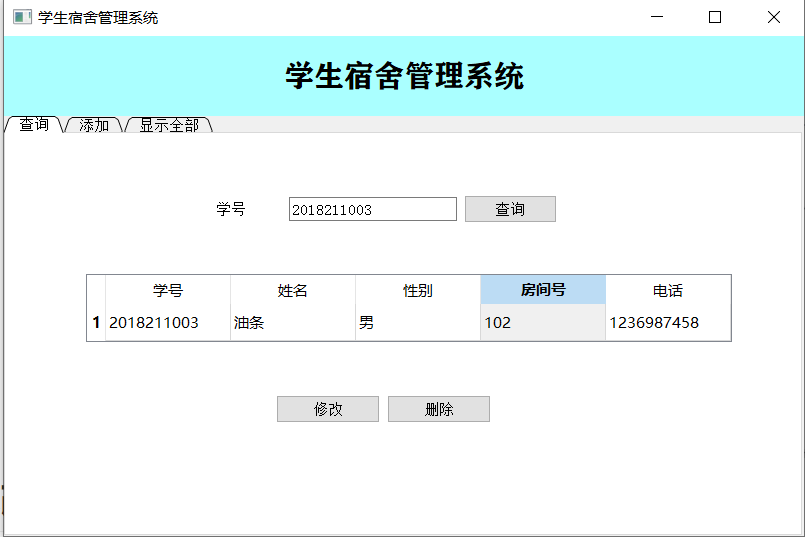 学生宿舍管理系统
学生宿舍管理系统
查询 添加 显示全部
学号 2018211003 查询
学号 姓名 性别 房间号 电话
1 2018211003 油条 男 102 1236987458
修改 删除